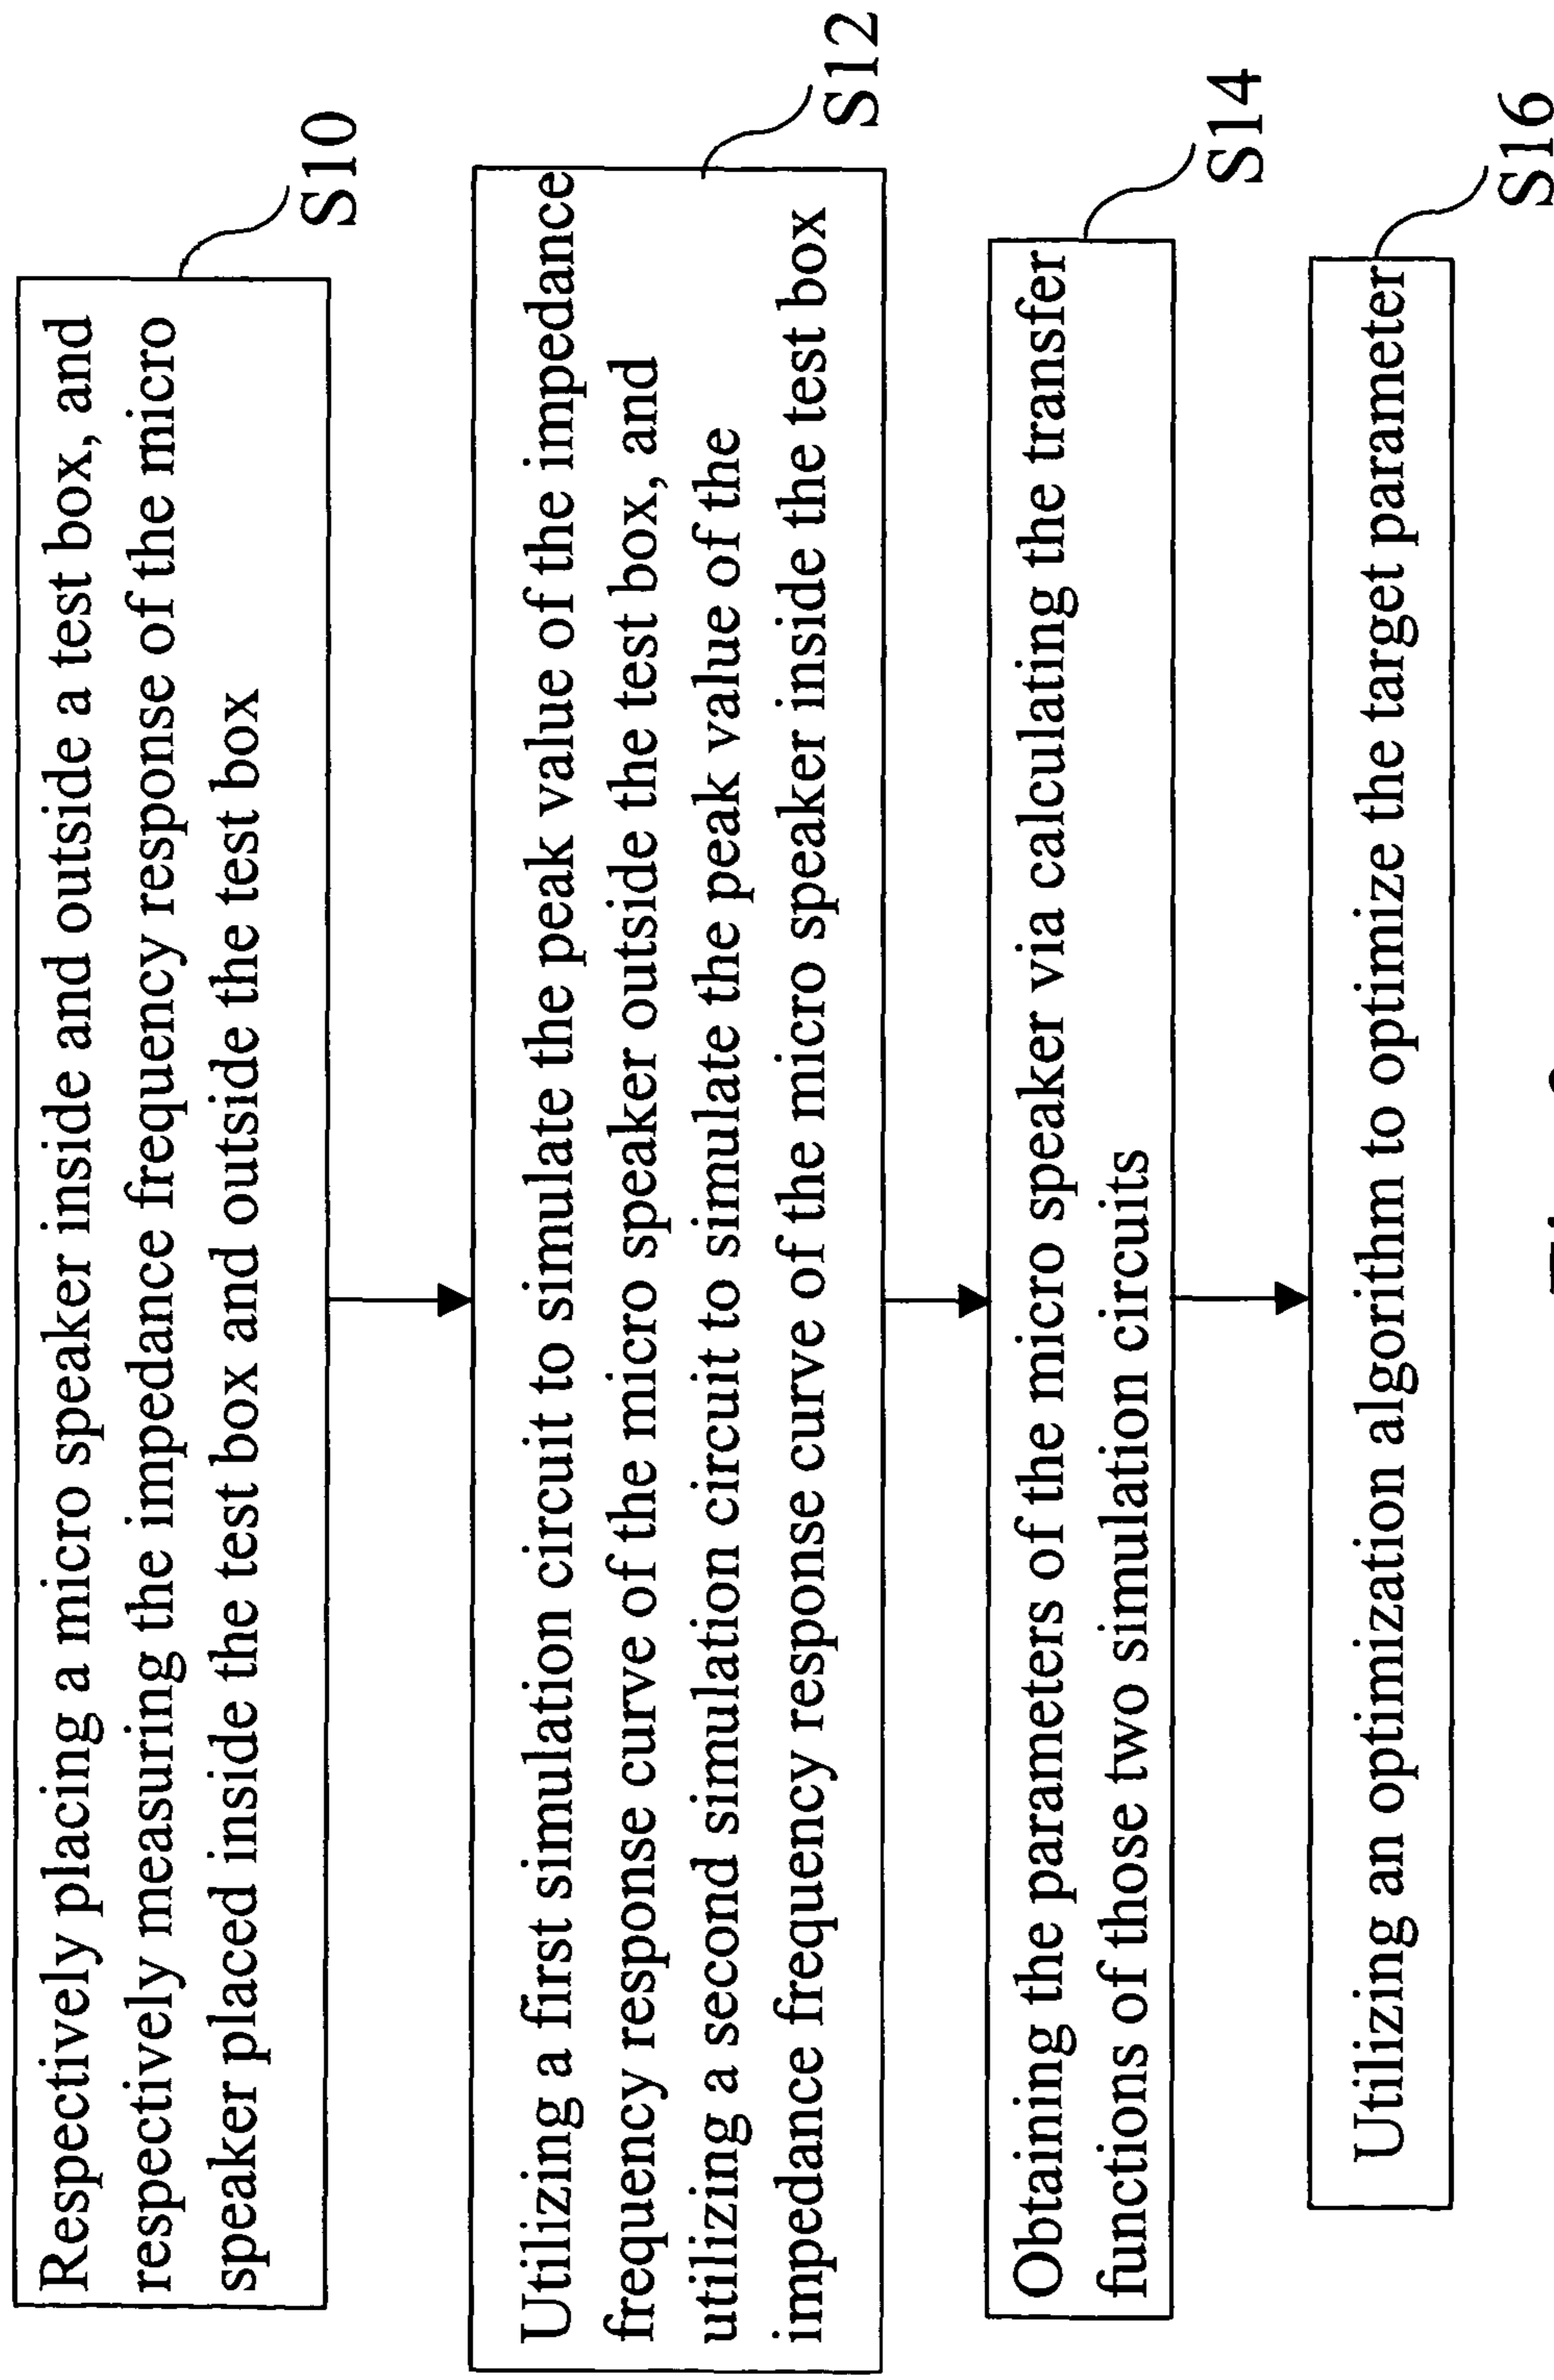 Respectively placing a micro speaker inside and outside a test box, and
respectively measuring the impedance frequency response of the micro
speaker placed inside the test box and outside the test box
S10
Utilizing a first simulation circuit to simulate the peak value of the impedance
frequency response curve of the micro speaker outside the test box, and
utilizing a second simulation circuit to simulate the peak value of the
impedance frequency response curve of the micro speaker inside the test box
S12
Obtaining the parameters of the micro speaker via calculating the transfer
functions of those two simulation circuits
S14
Utilizing an optimization algorithm to optimize the target parameter
S16